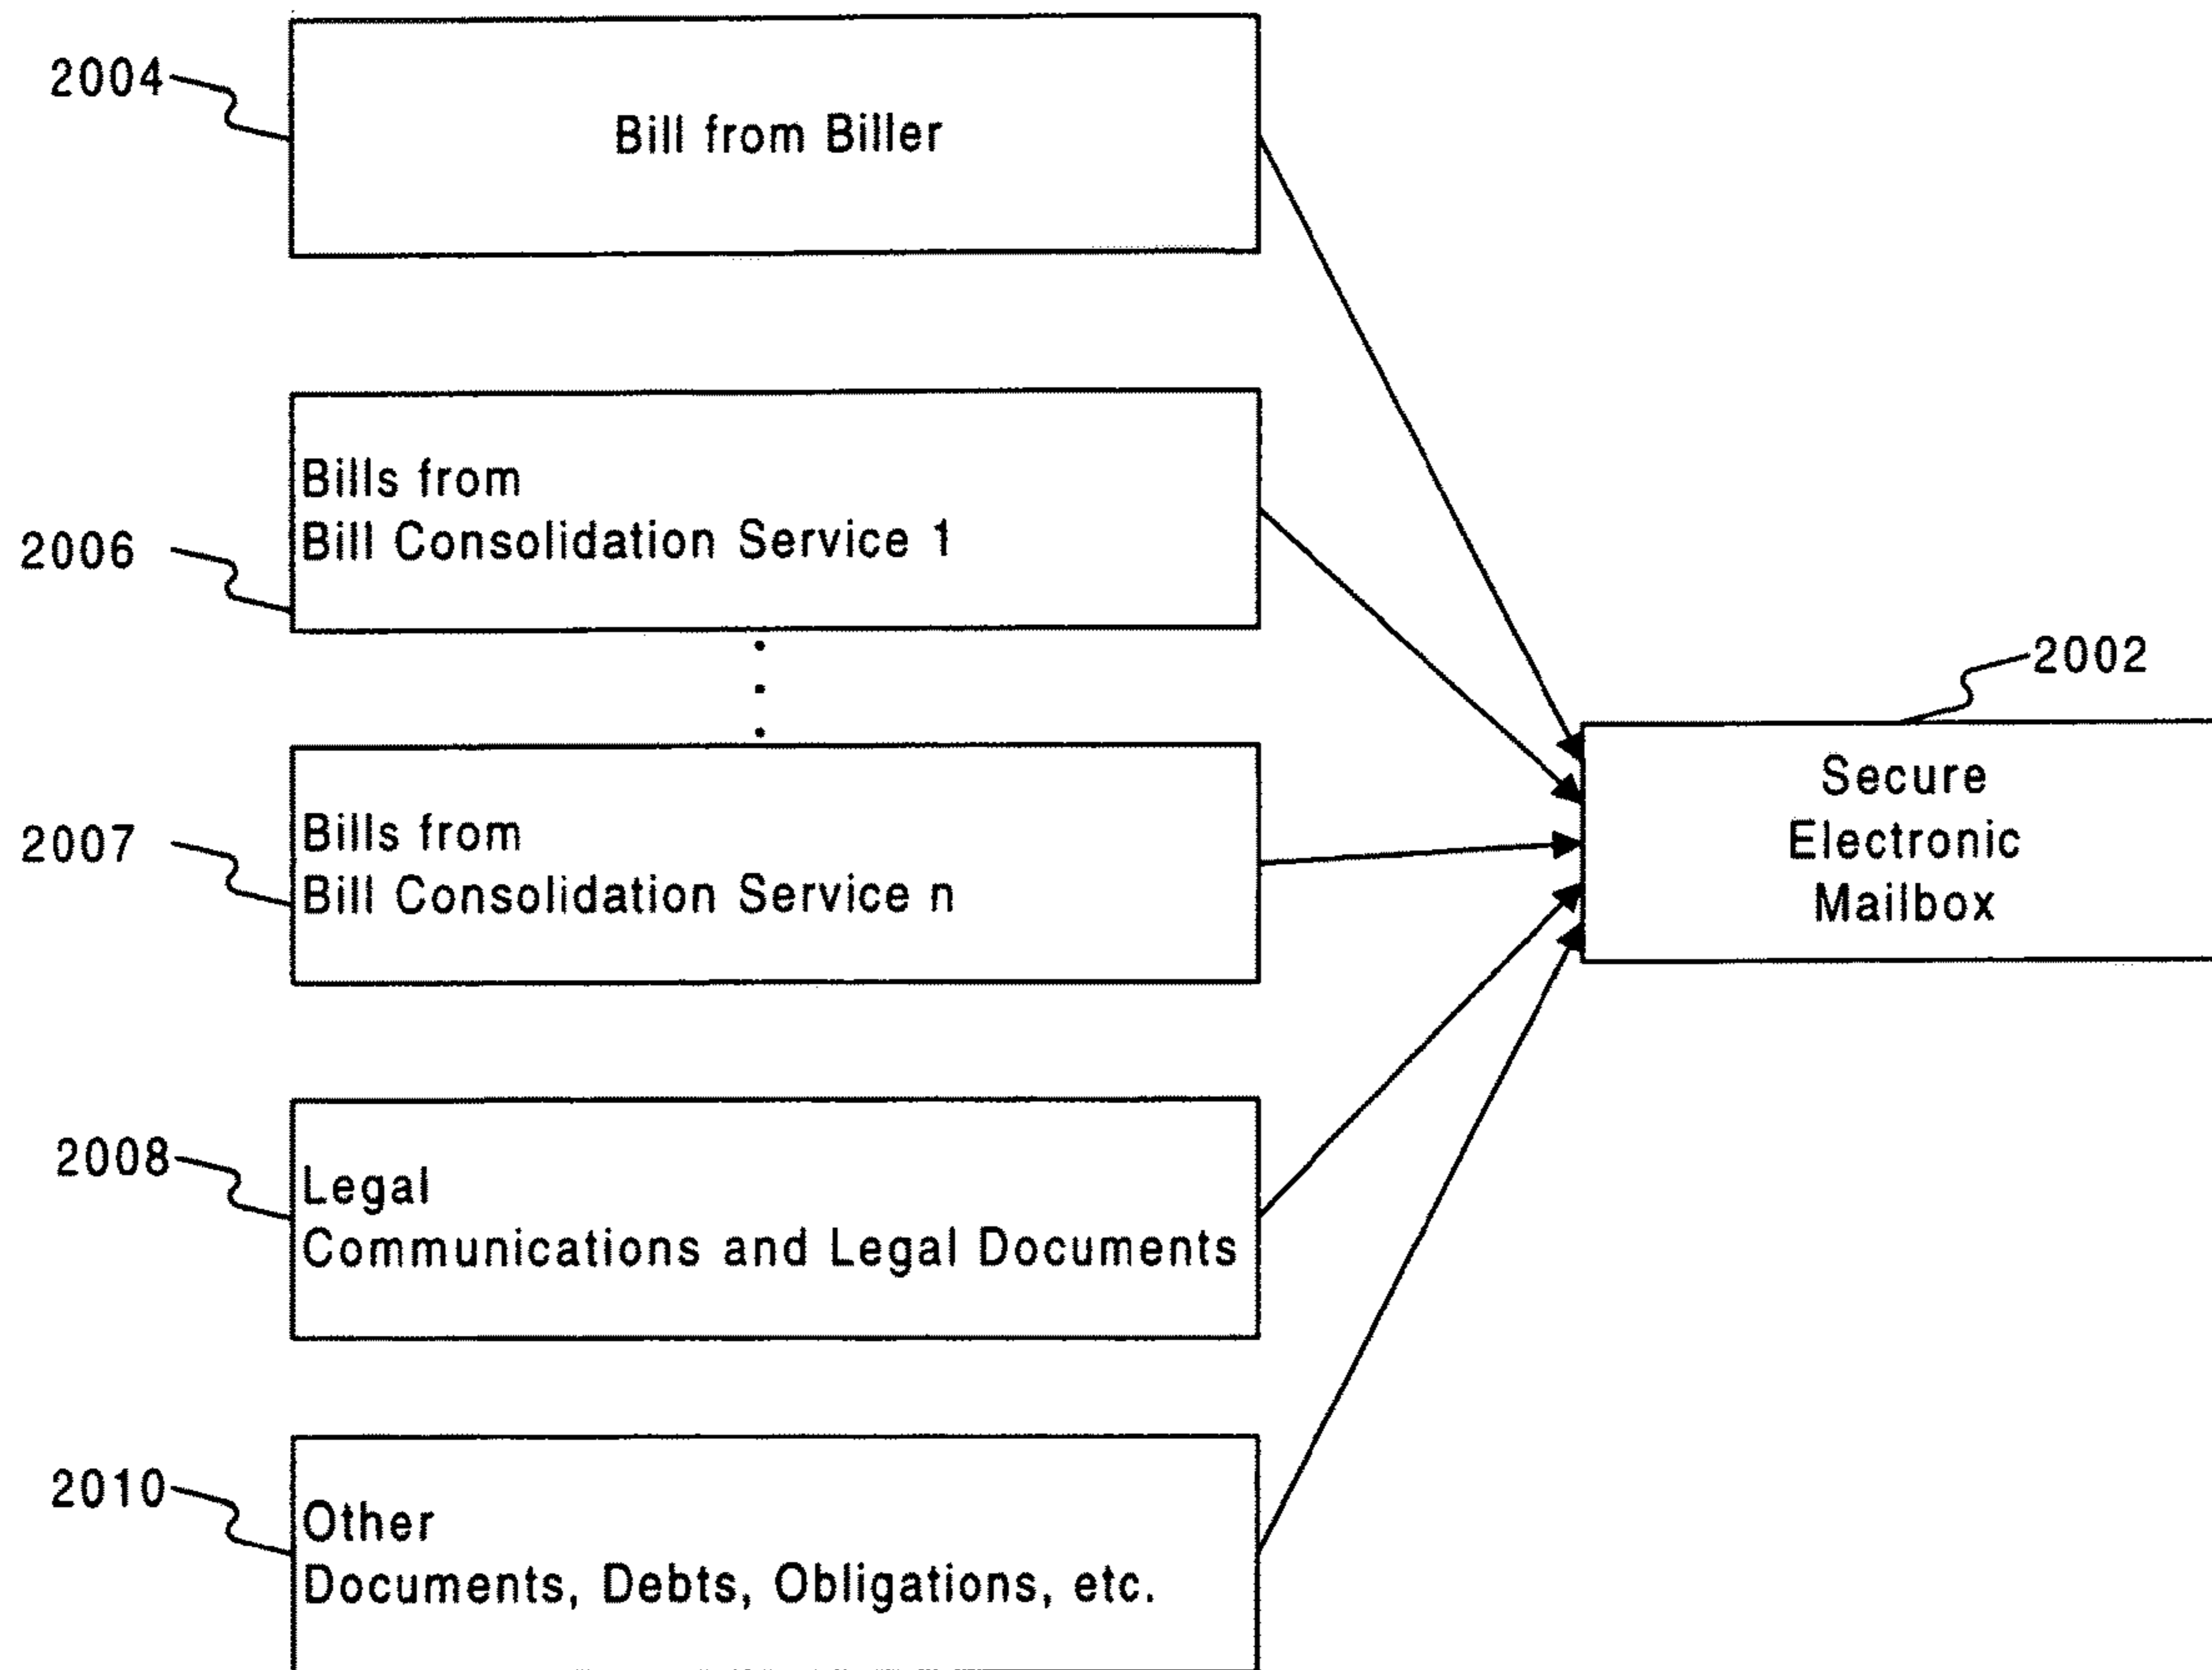 2004
Bill from Biller
2006
Bills from
Bill Consolidation Service 1
2002
Secure
Electronic
Mailbox
2007
Bills from
Bill Consolidation Service n
2008
Legal
Communications and Legal Documents
2010
Other
Documents, Debts, Obligations, etc.